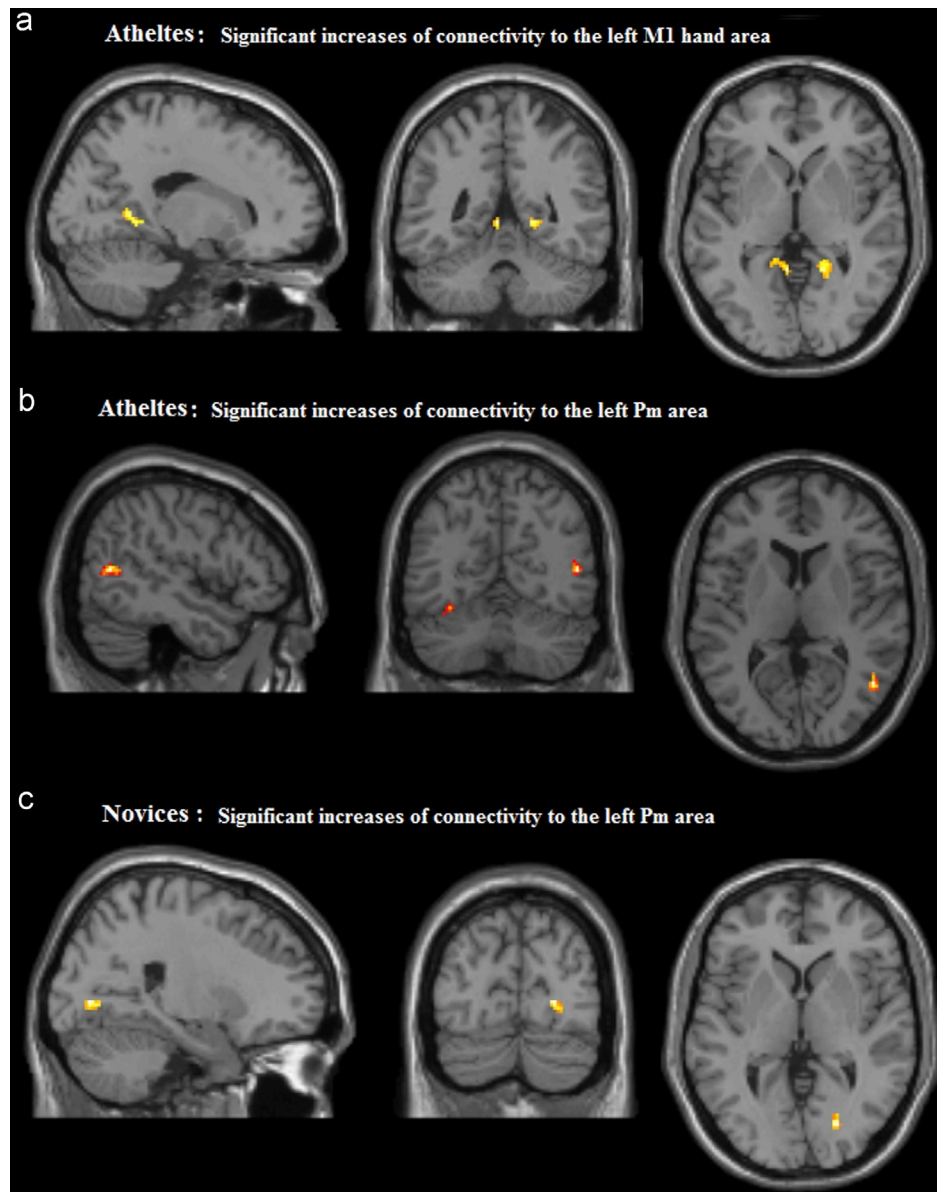 a
Atheltes： Significant increases of connectivity to the left M1 hand area
b
Atheltes： Significant increases of connectivity to the left Pm area
c
Novices： Significant increases of connectivity to the left Pm area